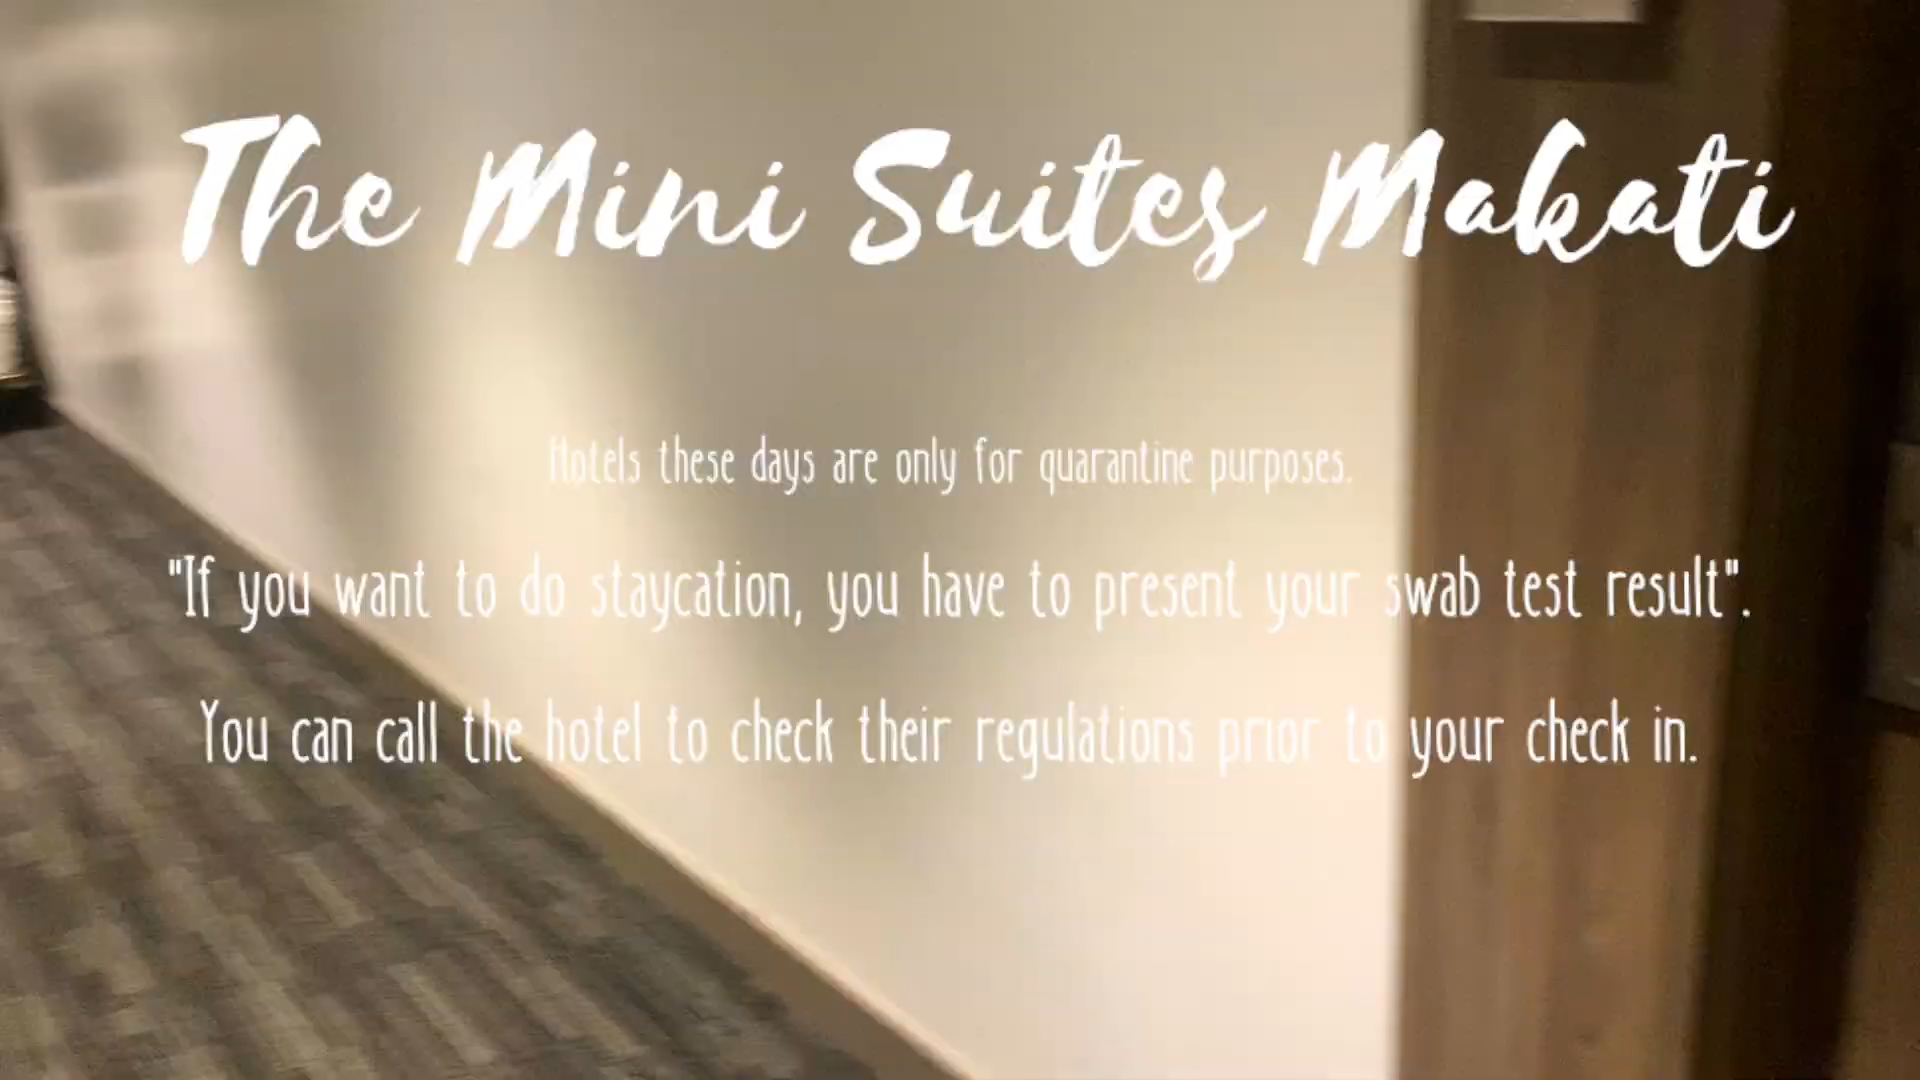 The Mini Suites Makati
Hotels these days are only for quarantine purposes.
"If you want to do staycation, you have to present your swab test result".
You can call the hotel to check their regulations prior to your check in.